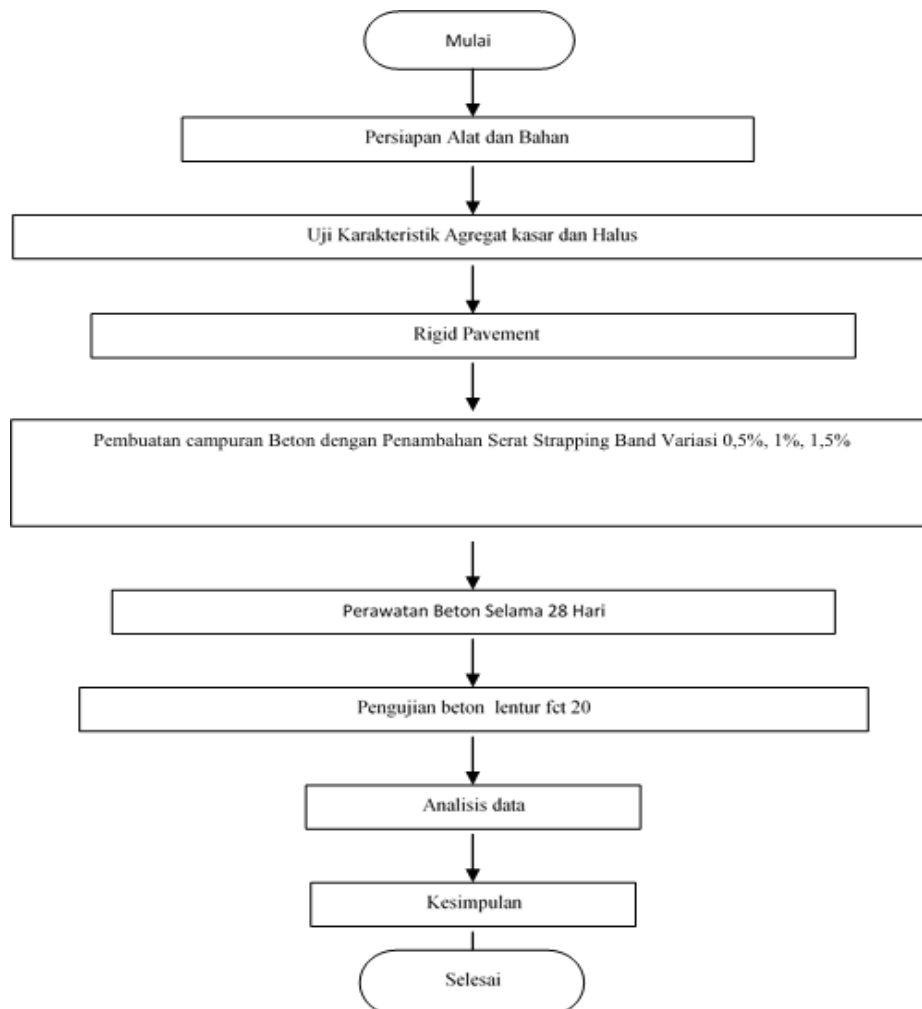 Mulai
Persiapan Alat dan Bahan
Uji Karakteristik Agregat kasar dan Halus
Rigid Pavement
Pembuatan campuran Beton dengan Penambahan Serat Strapping Band Variasi 0,5%, 1%, 1,5%
Perawatan Beton Selama 28 Hari
Pengujian beton lentur fct 20
Analisis data
Kesimpulan
Selesai